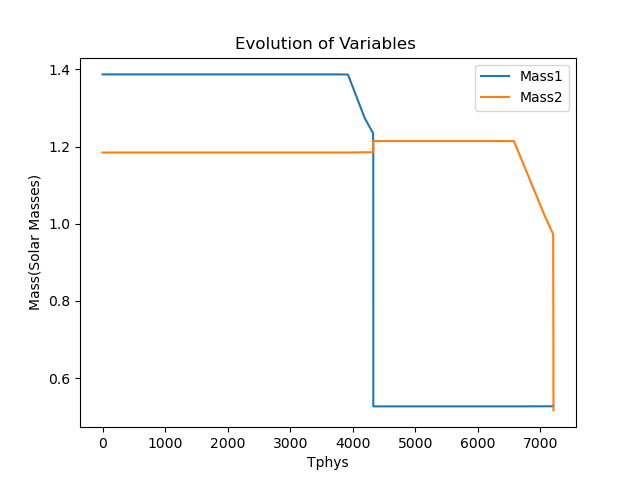 Evolution of Variables
Mass1
Mass2
Mass(Solar Masses)
1.4
1.2
1.0
0.8
0.6
0 1000 2000 3000 4000 5000 6000 7000
Tphys